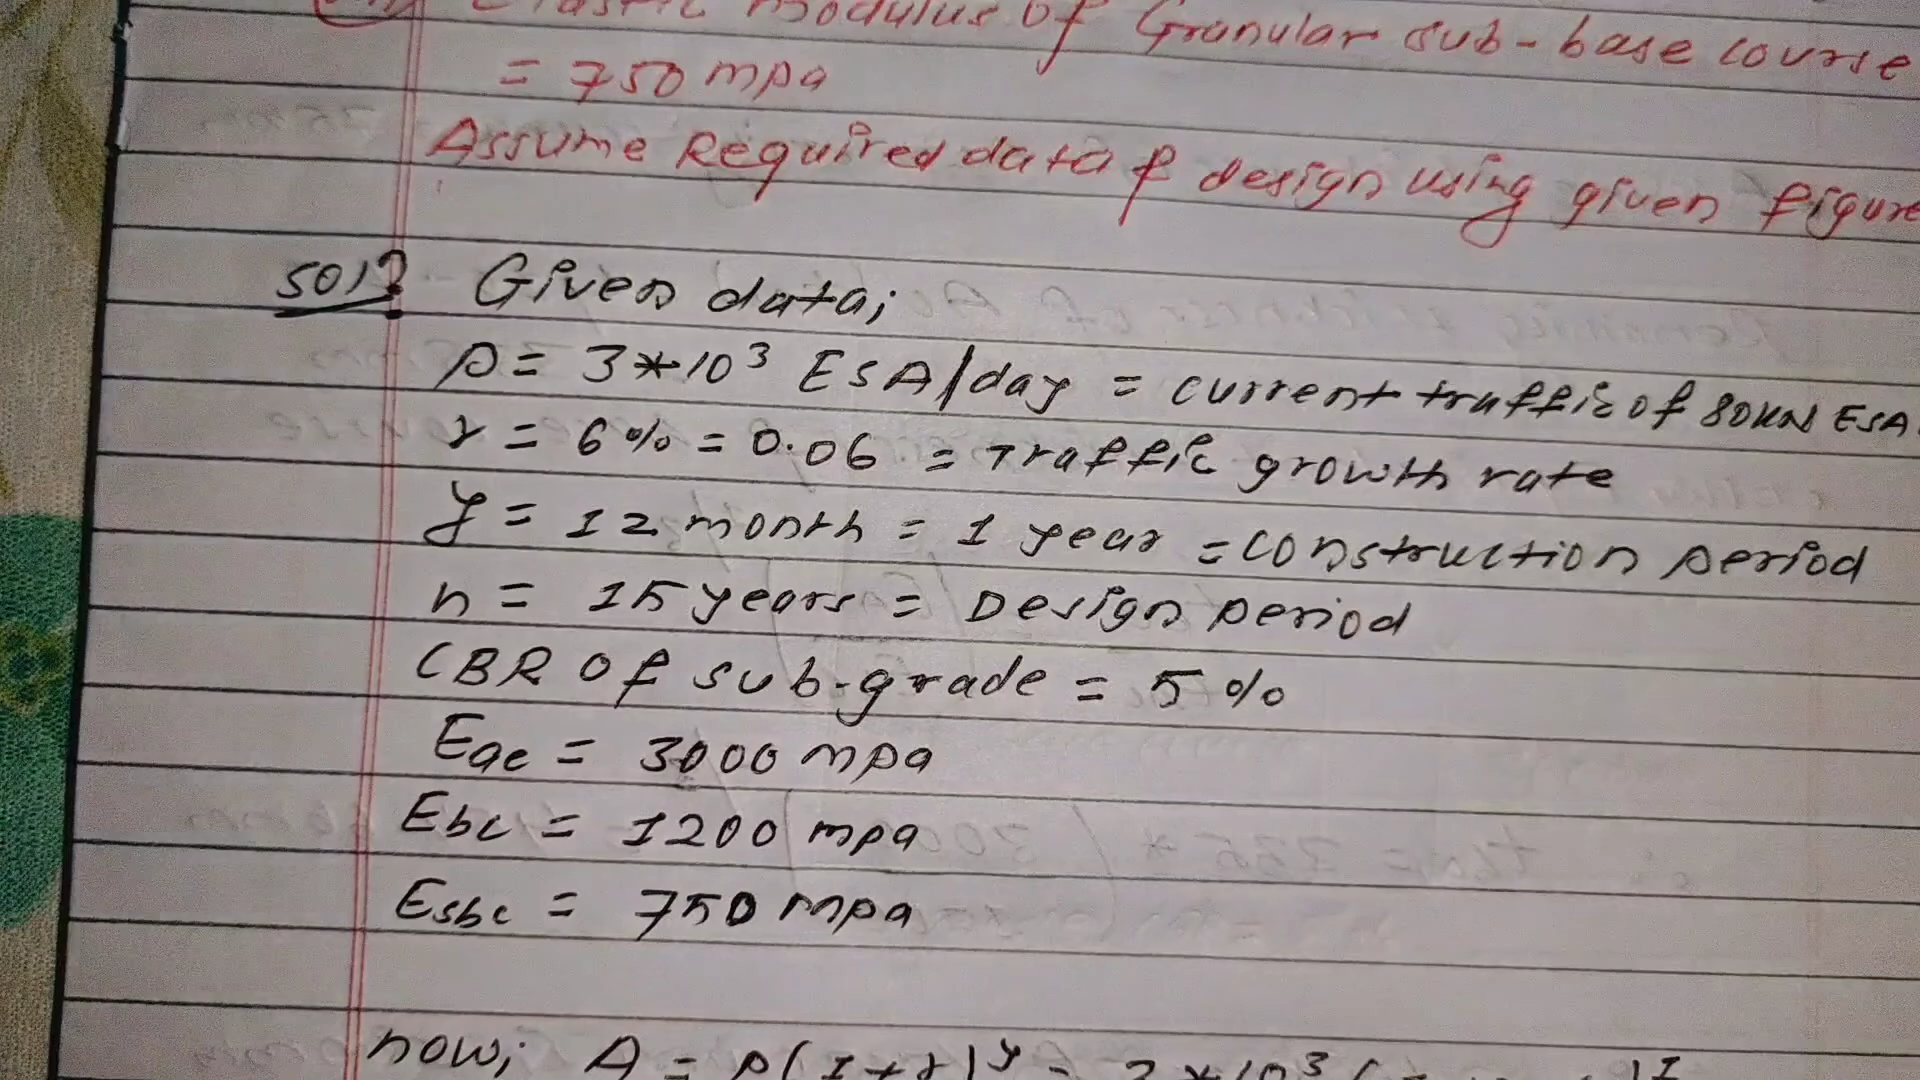 Elastic modulus of Granular sub-base course
= 750 mpa
Assume Required data & design using given figure
Sol? Given data;
P = 3*10³ ESA/day = current traffic of 80KN ESA
r = 6% = 0.06 = Traffic growth rate
y = 12 month = 1 year = construction period
n = 15 years = Design period
CBR of sub-grade = 5%
Eac = 3000 mpa
Ebc = 1200 mpa
Esbc = 750 mpa
now; A = P(1+r)^y = 3*10³